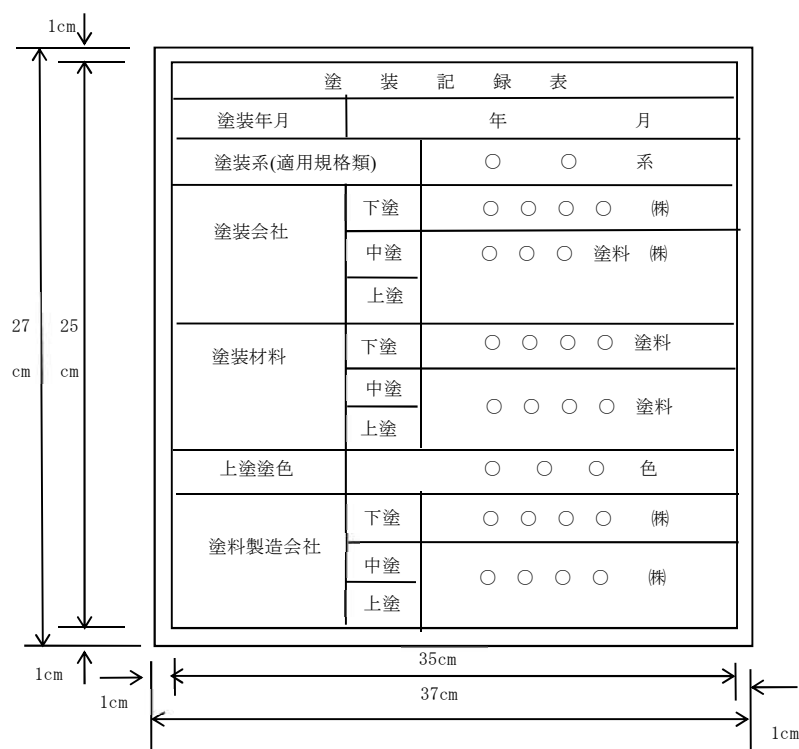 1cm
塗 装 記 録 表
塗装年月 年 月
塗装系(適用規格類) ○ ○ 系
塗装会社 下塗 ○ ○ ○ ○ ㈱
中塗 ○ ○ ○ 塗料 ㈱
上塗
27 25
cm cm
塗装材料 下塗 ○ ○ ○ ○ 塗料
中塗
○ ○ ○ ○ 塗料
上塗
上塗塗色 ○ ○ ○ 色
塗料製造会社 下塗 ○ ○ ○ ○ ㈱
中塗 ○ ○ ○ ○ ㈱
上塗
1cm 35cm
1cm 37cm
1cm